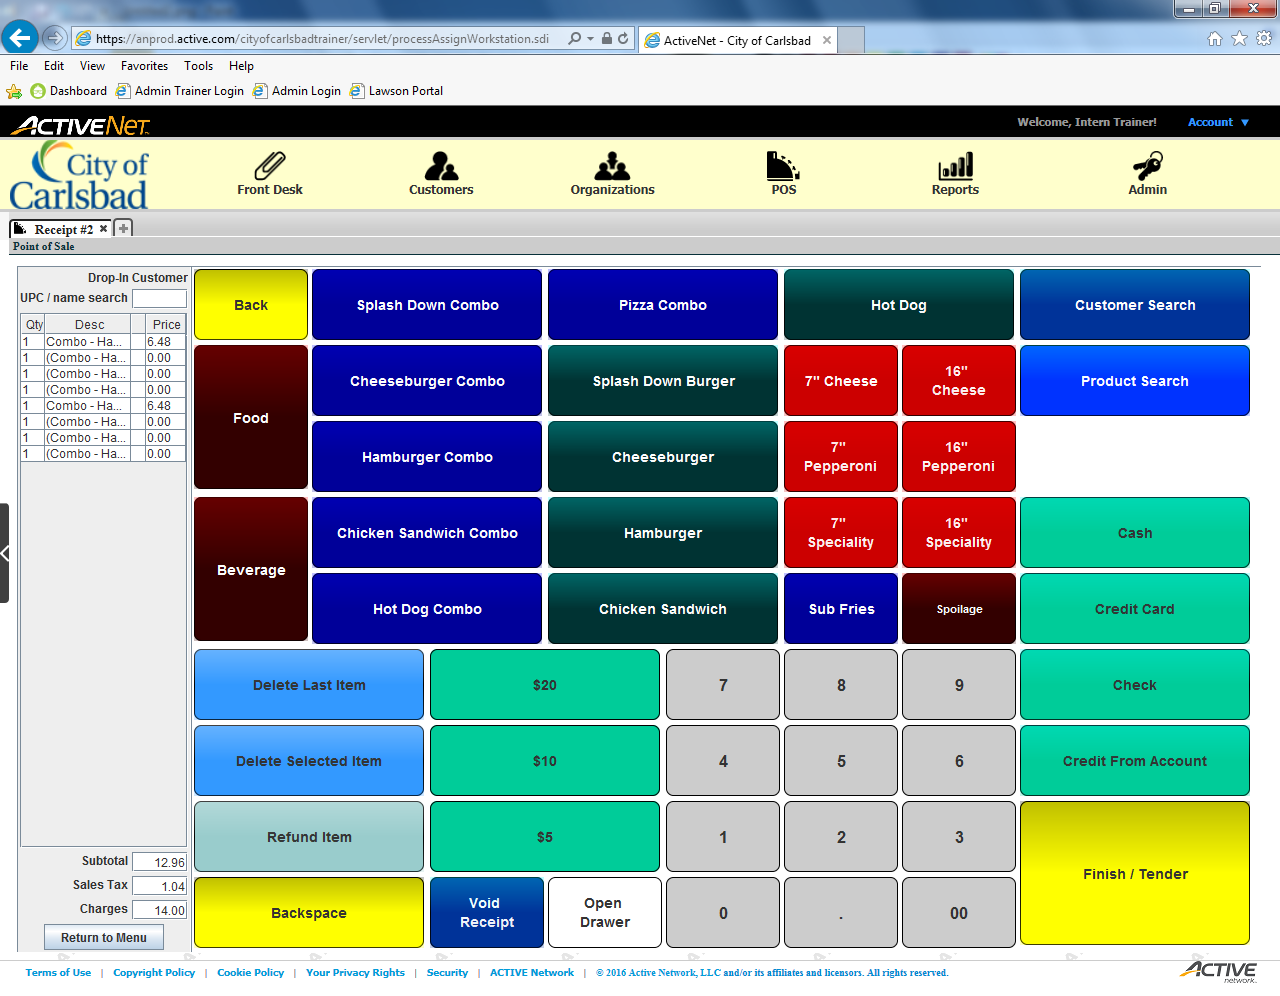 https://anprod.active.com/cityofcarlsbadtrainer/servlet/processAssignWorkstation.sdi
ActiveNet - City of Carlsbad
File Edit View Favorites Tools Help
Dashboard Admin Trainer Login Admin Login Lawson Portal
ACTIVENET
Welcome, Intern Trainer! Account
City of
Carlsbad
Front Desk Customers Organizations POS Reports Admin
Receipt #2
Point of Sale
Drop-In Customer
UPC / name search
Qty Desc Price
1 Combo - Ha... 6.48
1 (Combo - Ha... 0.00
1 (Combo - Ha... 0.00
1 (Combo - Ha... 0.00
1 Combo - Ha... 6.48
1 (Combo - Ha... 0.00
1 (Combo - Ha... 0.00
1 (Combo - Ha... 0.00
Subtotal 12.96
Sales Tax 1.04
Charges 14.00
Return to Menu
Back Splash Down Combo Pizza Combo Hot Dog Customer Search
Cheeseburger Combo Splash Down Burger 7" Cheese 16" Cheese Product Search
Food
Hamburger Combo Cheeseburger 7" Pepperoni 16" Pepperoni
Chicken Sandwich Combo Hamburger 7" Speciality 16" Speciality Cash
Beverage
Hot Dog Combo Chicken Sandwich Sub Fries Spoilage Credit Card
Delete Last Item $20 7 8 9 Check
Delete Selected Item $10 4 5 6 Credit From Account
Refund Item $5 1 2 3
Finish / Tender
Backspace Void Receipt Open Drawer 0 . 00
Terms of Use | Copyright Policy | Cookie Policy | Your Privacy Rights | Security | ACTIVE Network | © 2016 Active Network, LLC and/or its affiliates and licensors. All rights reserved.
ACTIVE
network